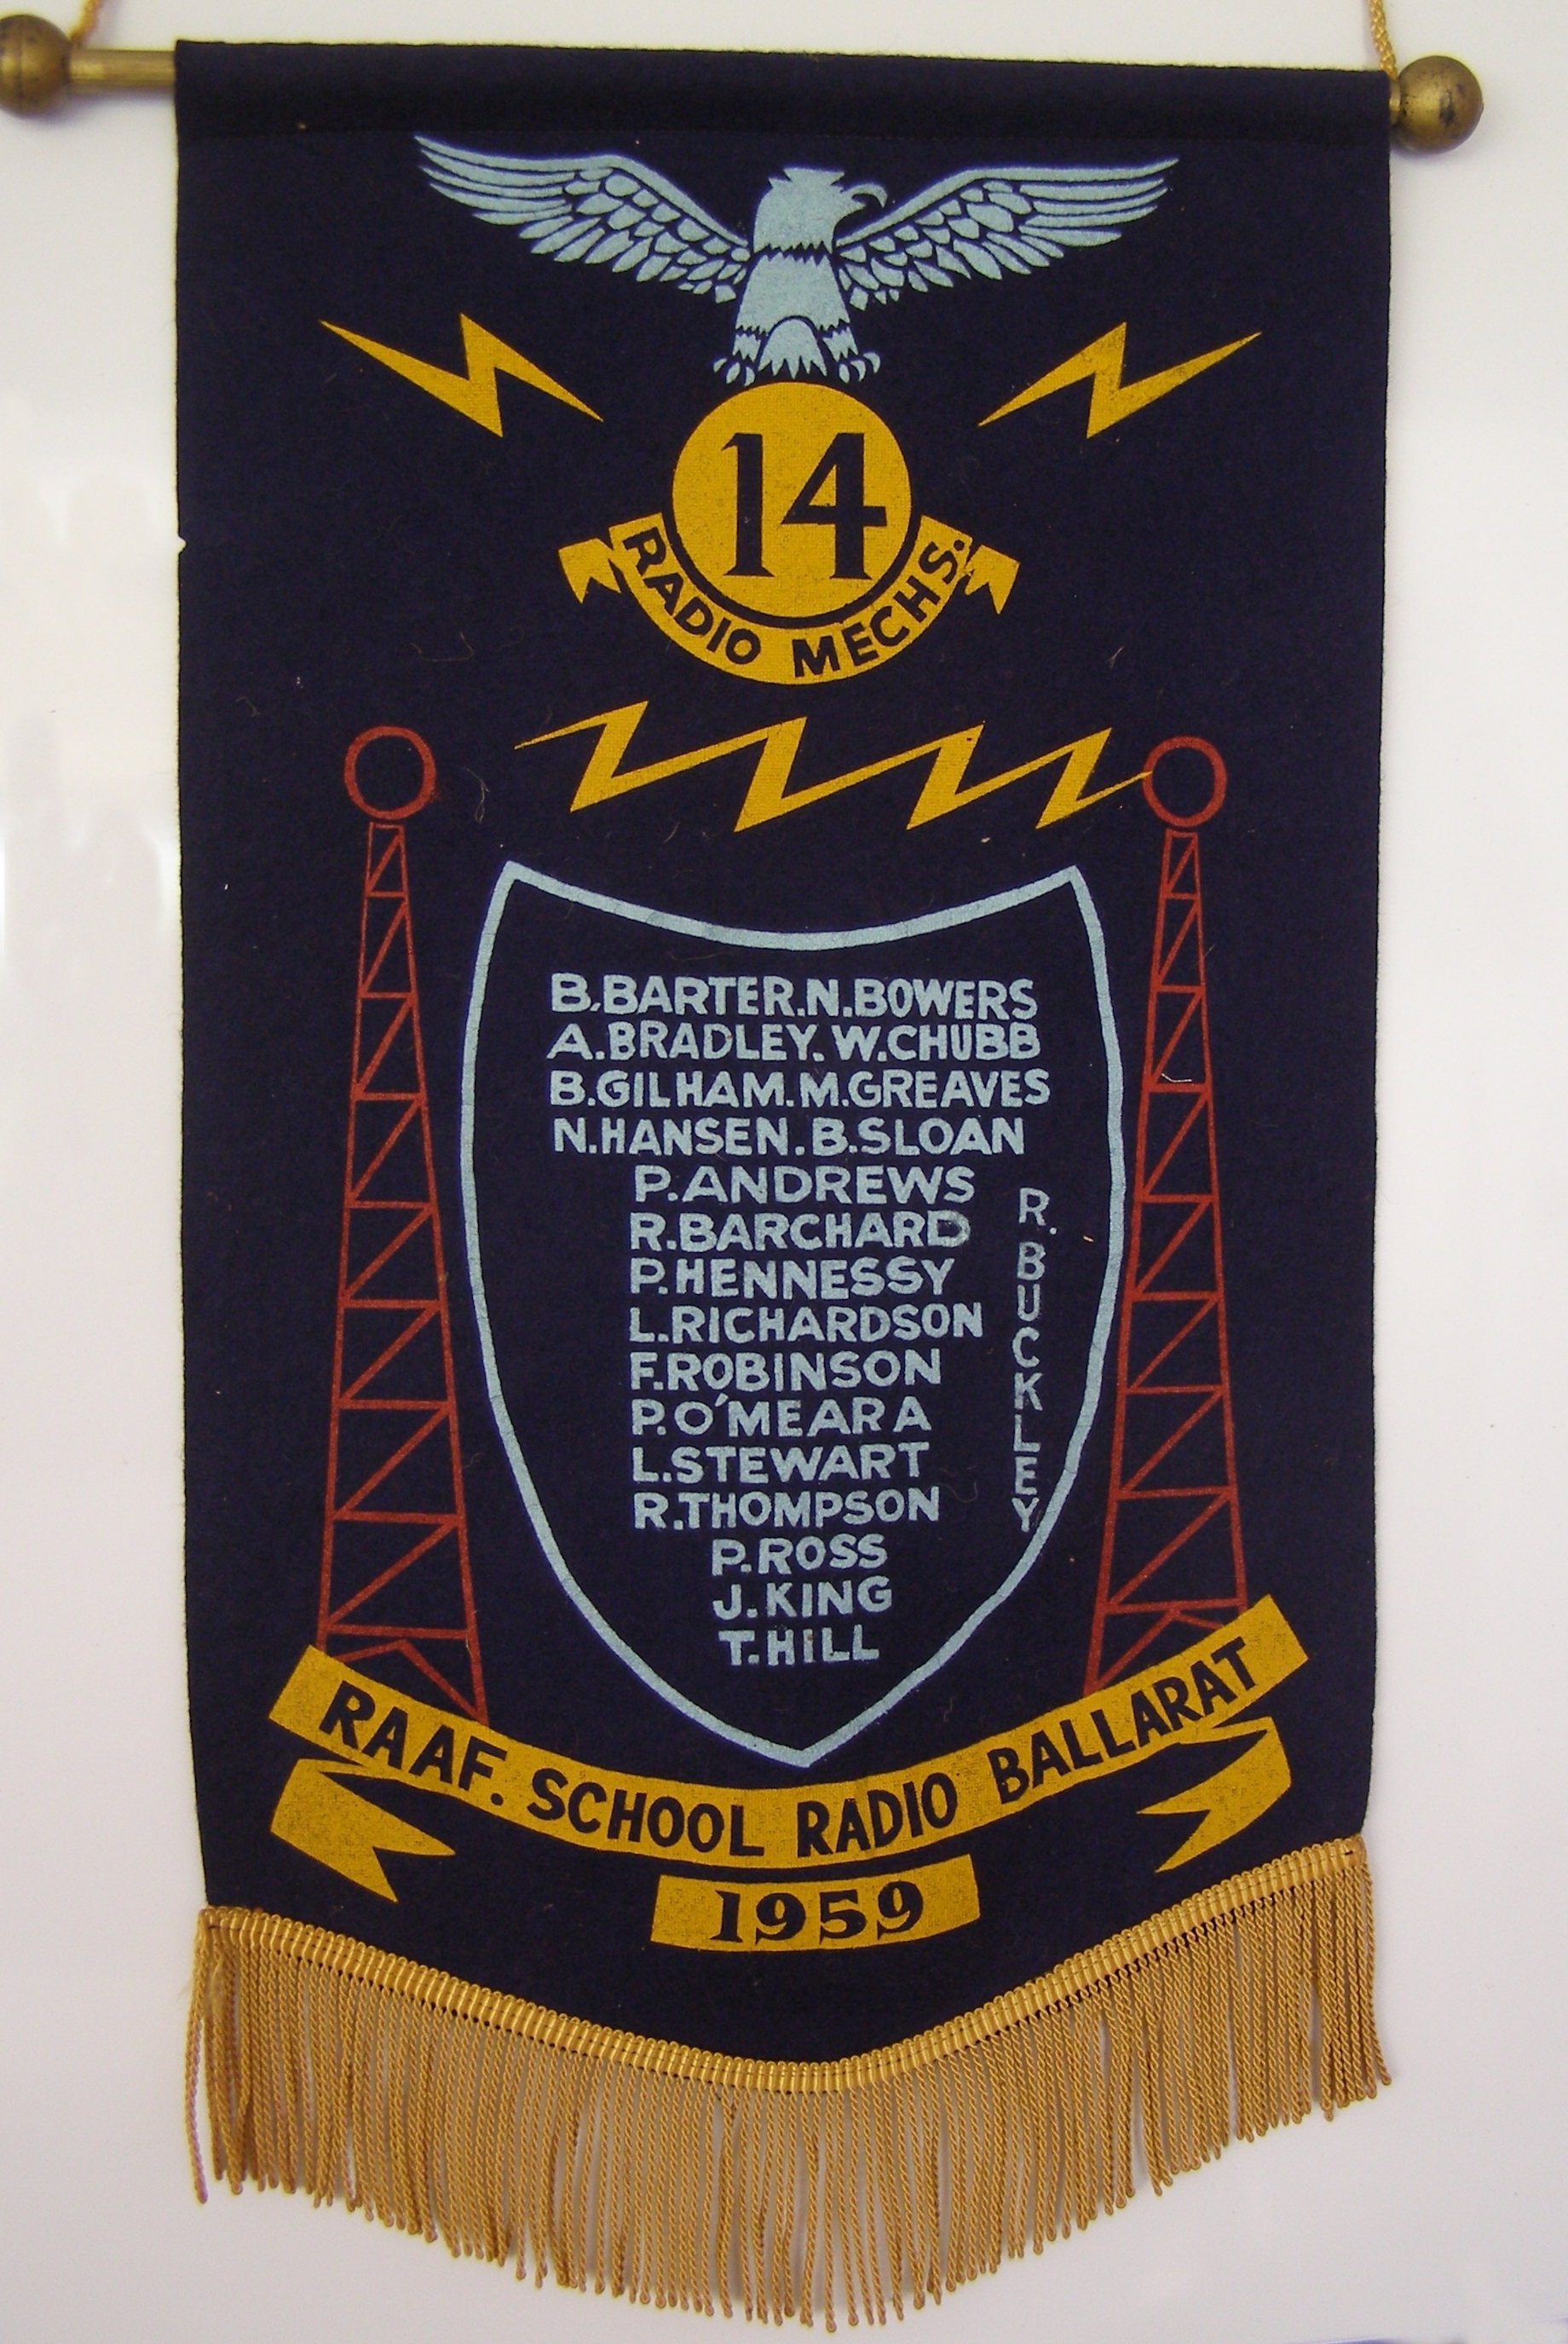 14
RADIO MECHS.
B.BARTER.N.BOWERS
A.BRADLEY.W.CHUBB
B.GILHAM.M.GREAVES
N.HANSEN.B.SLOAN
P.ANDREWS
R.BARCHARD
P.HENNESSY
L.RICHARDSON
F.ROBINSON
P.O'MEARA
L.STEWART
R.THOMPSON
P.ROSS
J.KING
T.HILL
R.BUCKLEY
RAAF. SCHOOL RADIO BALLARAT
1959